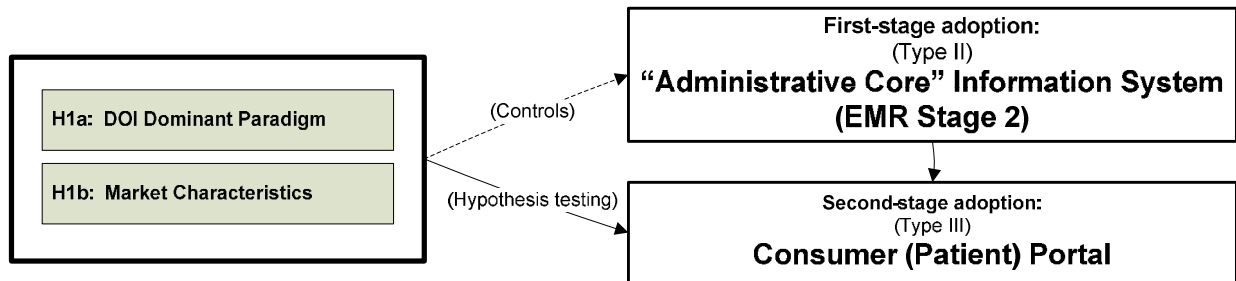 H1a: DOI Dominant Paradigm
H1b: Market Characteristics
(Controls)
(Hypothesis testing)
First-stage adoption:
(Type II)
“Administrative Core” Information System
(EMR Stage 2)
Second-stage adoption:
(Type III)
Consumer (Patient) Portal